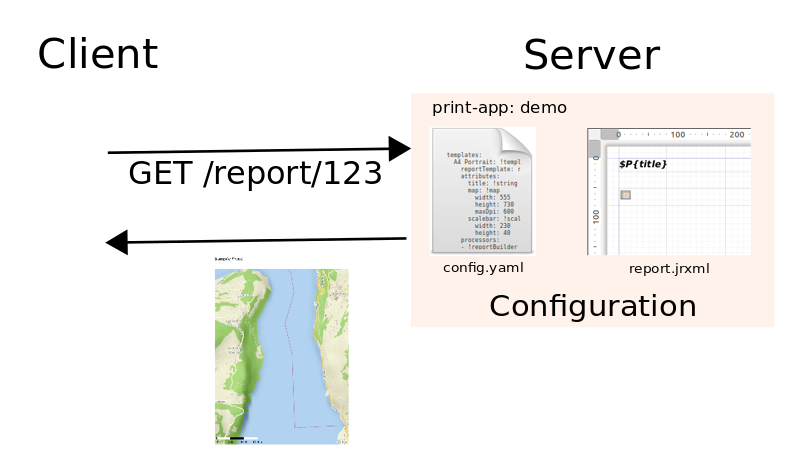 Client
Server
print-app: demo
GET /report/123
templates:
A4 Portrait: !templ
reportTemplate: r
attributes:
title: !string
map: !map
width: 555
height: 730
maxDpi: 600
scalebar: !scal
width: 230
height: 40
processors:
- !reportBuilder
config.yaml
0 100 200
0
100
$P{title}
report.jrxml
Configuration